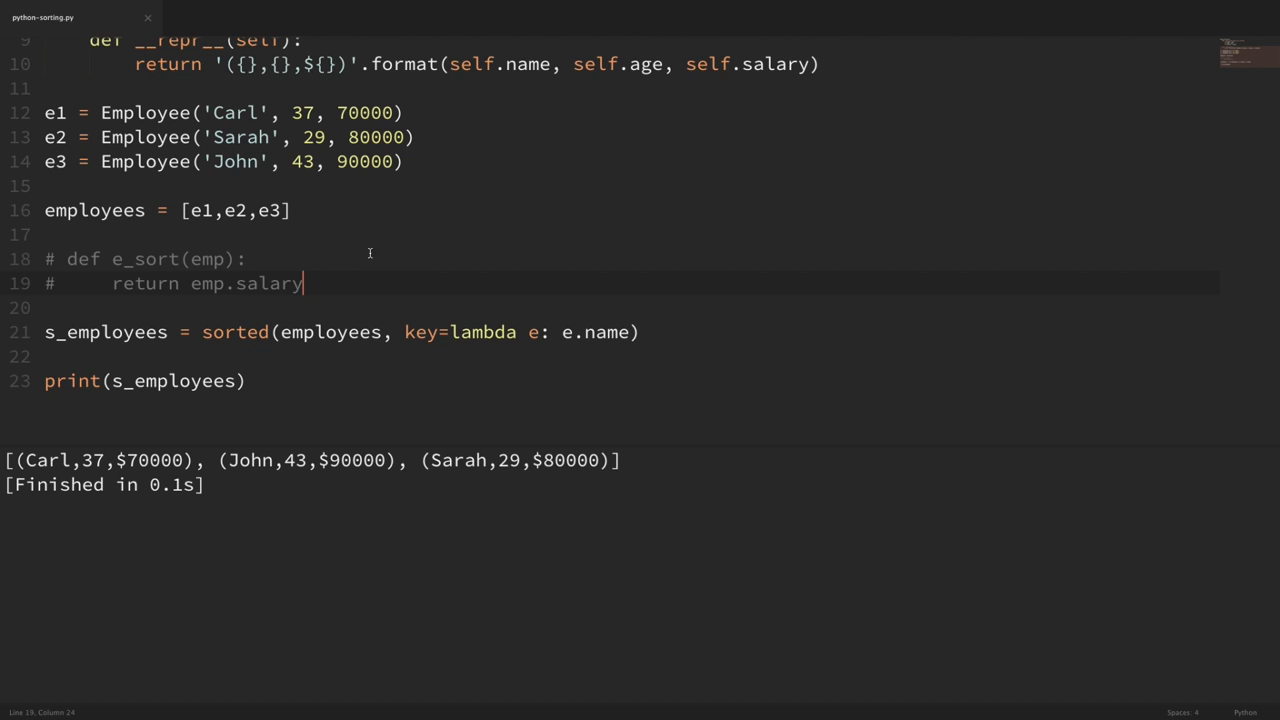 python-sorting.py ×
9     def __repr__(self):
10         return '({},{},${})'.format(self.name, self.age, self.salary)
11
12 e1 = Employee('Carl', 37, 70000)
13 e2 = Employee('Sarah', 29, 80000)
14 e3 = Employee('John', 43, 90000)
15
16 employees = [e1,e2,e3]
17
18 # def e_sort(emp):
19 #     return emp.salary
20
21 s_employees = sorted(employees, key=lambda e: e.name)
22
23 print(s_employees)
[(Carl,37,$70000), (John,43,$90000), (Sarah,29,$80000)]
[Finished in 0.1s]
Line 19, Column 24 Spaces: 4 Python